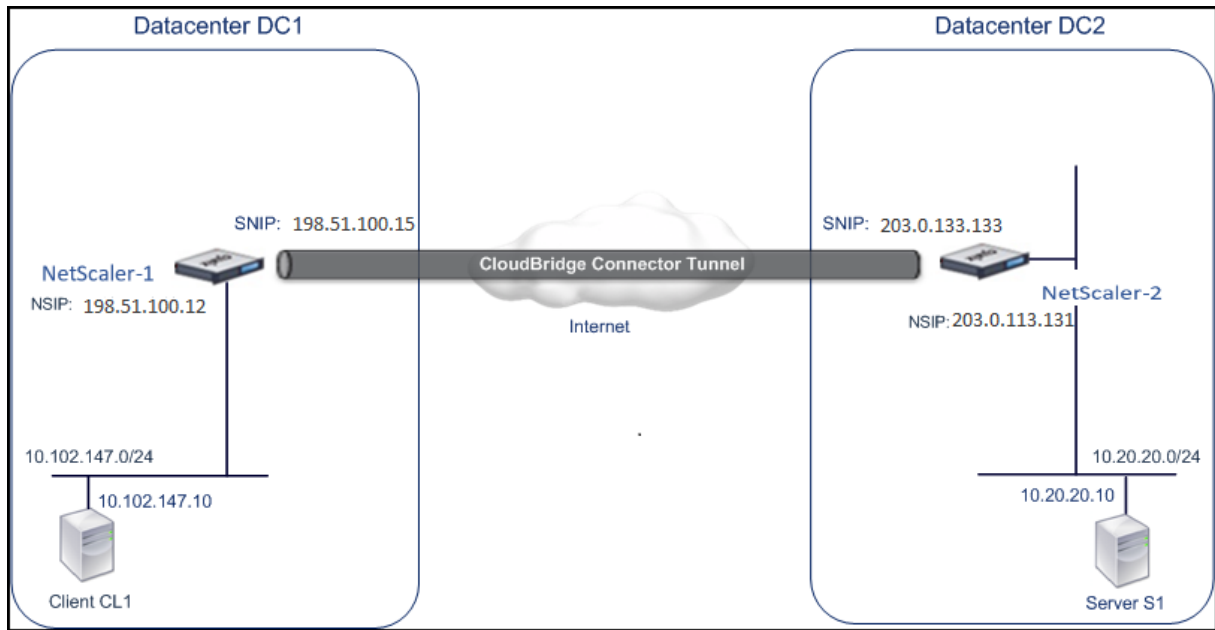 Datacenter DC1
Datacenter DC2
SNIP: 198.51.100.15
SNIP: 203.0.133.133
CloudBridge Connector Tunnel
NetScaler-1
NetScaler-2
NSIP: 198.51.100.12
NSIP: 203.0.113.131
Internet
10.102.147.0/24
10.20.20.0/24
10.102.147.10
10.20.20.10
Client CL1
Server S1